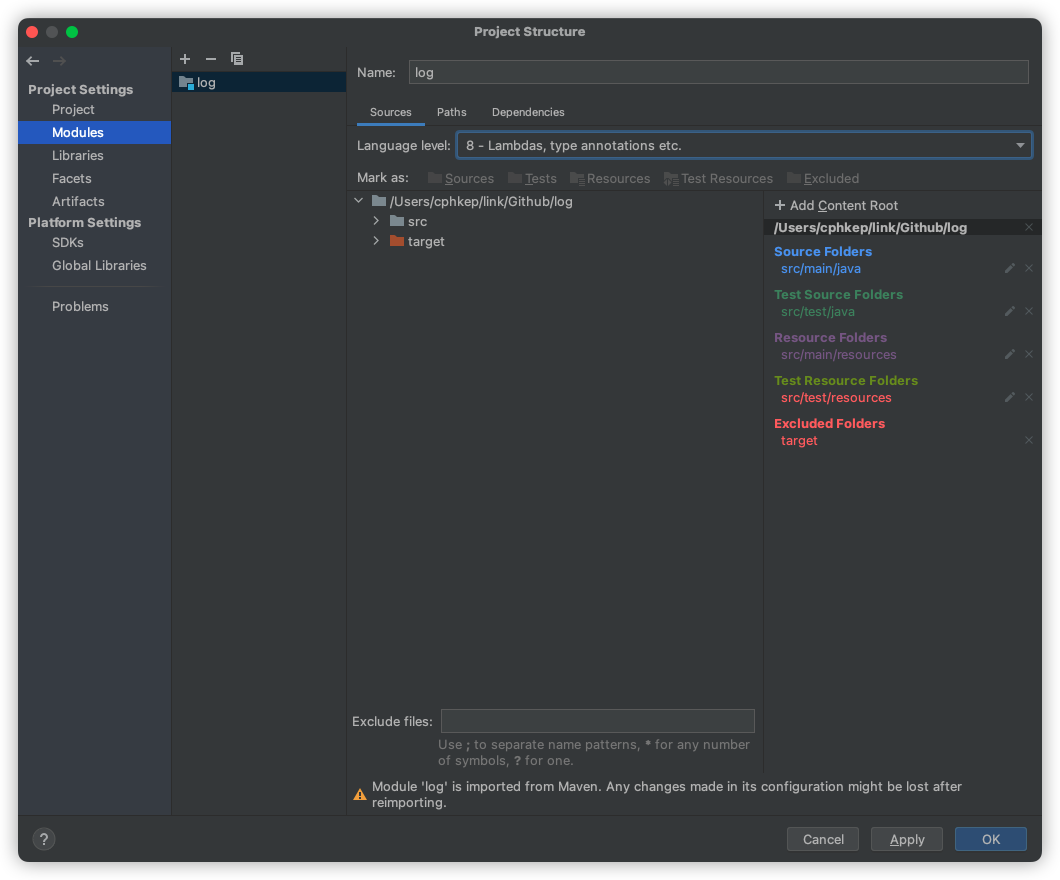 Project Structure
Project Settings
Project
Modules
Libraries
Facets
Artifacts
Platform Settings
SDKs
Global Libraries
Problems
log
Name: log
Sources Paths Dependencies
Language level: 8 - Lambdas, type annotations etc.
Mark as: Sources Tests Resources Test Resources Excluded
/Users/cphkep/link/Github/log
src
target
+ Add Content Root
/Users/cphkep/link/Github/log
Source Folders
src/main/java
Test Source Folders
src/test/java
Resource Folders
src/main/resources
Test Resource Folders
src/test/resources
Excluded Folders
target
Exclude files:
Use ; to separate name patterns, * for any number
of symbols, ? for one.
Module 'log' is imported from Maven. Any changes made in its configuration might be lost after
reimporting.
? Cancel Apply OK